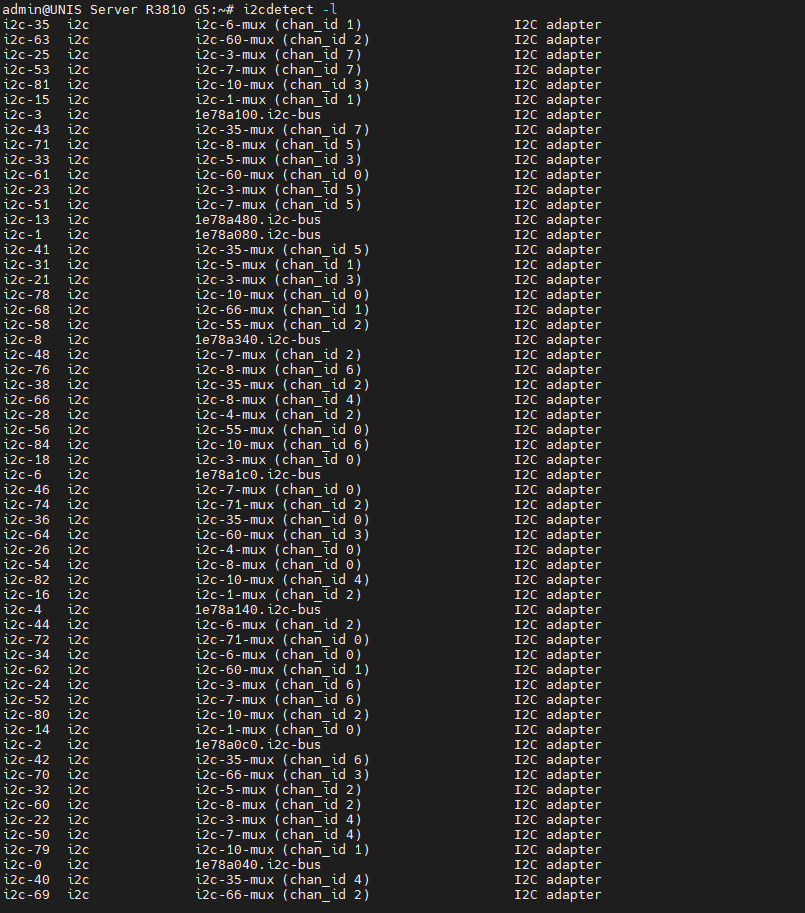 admin@UNIS Server R3810 G5:~# i2cdetect -l
i2c-35 i2c i2c-6-mux (chan_id 1) I2C adapter
i2c-63 i2c i2c-60-mux (chan_id 2) I2C adapter
i2c-25 i2c i2c-3-mux (chan_id 7) I2C adapter
i2c-53 i2c i2c-7-mux (chan_id 7) I2C adapter
i2c-81 i2c i2c-10-mux (chan_id 3) I2C adapter
i2c-15 i2c i2c-1-mux (chan_id 1) I2C adapter
i2c-3 i2c 1e78a100.i2c-bus I2C adapter
i2c-43 i2c i2c-35-mux (chan_id 7) I2C adapter
i2c-71 i2c i2c-8-mux (chan_id 5) I2C adapter
i2c-33 i2c i2c-5-mux (chan_id 3) I2C adapter
i2c-61 i2c i2c-60-mux (chan_id 0) I2C adapter
i2c-23 i2c i2c-3-mux (chan_id 5) I2C adapter
i2c-51 i2c i2c-7-mux (chan_id 5) I2C adapter
i2c-13 i2c 1e78a480.i2c-bus I2C adapter
i2c-1 i2c 1e78a080.i2c-bus I2C adapter
i2c-41 i2c i2c-35-mux (chan_id 5) I2C adapter
i2c-31 i2c i2c-5-mux (chan_id 1) I2C adapter
i2c-21 i2c i2c-3-mux (chan_id 3) I2C adapter
i2c-78 i2c i2c-10-mux (chan_id 0) I2C adapter
i2c-68 i2c i2c-66-mux (chan_id 1) I2C adapter
i2c-58 i2c i2c-55-mux (chan_id 2) I2C adapter
i2c-8 i2c 1e78a340.i2c-bus I2C adapter
i2c-48 i2c i2c-7-mux (chan_id 2) I2C adapter
i2c-76 i2c i2c-8-mux (chan_id 6) I2C adapter
i2c-38 i2c i2c-35-mux (chan_id 2) I2C adapter
i2c-66 i2c i2c-8-mux (chan_id 4) I2C adapter
i2c-28 i2c i2c-4-mux (chan_id 2) I2C adapter
i2c-56 i2c i2c-55-mux (chan_id 0) I2C adapter
i2c-84 i2c i2c-10-mux (chan_id 6) I2C adapter
i2c-18 i2c i2c-3-mux (chan_id 0) I2C adapter
i2c-6 i2c 1e78a1c0.i2c-bus I2C adapter
i2c-46 i2c i2c-7-mux (chan_id 0) I2C adapter
i2c-74 i2c i2c-71-mux (chan_id 2) I2C adapter
i2c-36 i2c i2c-35-mux (chan_id 0) I2C adapter
i2c-64 i2c i2c-60-mux (chan_id 3) I2C adapter
i2c-26 i2c i2c-4-mux (chan_id 0) I2C adapter
i2c-54 i2c i2c-8-mux (chan_id 0) I2C adapter
i2c-82 i2c i2c-10-mux (chan_id 4) I2C adapter
i2c-16 i2c i2c-1-mux (chan_id 2) I2C adapter
i2c-4 i2c 1e78a140.i2c-bus I2C adapter
i2c-44 i2c i2c-6-mux (chan_id 2) I2C adapter
i2c-72 i2c i2c-71-mux (chan_id 0) I2C adapter
i2c-34 i2c i2c-6-mux (chan_id 0) I2C adapter
i2c-62 i2c i2c-60-mux (chan_id 1) I2C adapter
i2c-24 i2c i2c-3-mux (chan_id 6) I2C adapter
i2c-52 i2c i2c-7-mux (chan_id 6) I2C adapter
i2c-80 i2c i2c-10-mux (chan_id 2) I2C adapter
i2c-14 i2c i2c-1-mux (chan_id 0) I2C adapter
i2c-2 i2c 1e78a0c0.i2c-bus I2C adapter
i2c-42 i2c i2c-35-mux (chan_id 6) I2C adapter
i2c-70 i2c i2c-66-mux (chan_id 3) I2C adapter
i2c-32 i2c i2c-5-mux (chan_id 2) I2C adapter
i2c-60 i2c i2c-8-mux (chan_id 2) I2C adapter
i2c-22 i2c i2c-3-mux (chan_id 4) I2C adapter
i2c-50 i2c i2c-7-mux (chan_id 4) I2C adapter
i2c-79 i2c i2c-10-mux (chan_id 1) I2C adapter
i2c-0 i2c 1e78a040.i2c-bus I2C adapter
i2c-40 i2c i2c-35-mux (chan_id 4) I2C adapter
i2c-69 i2c i2c-66-mux (chan_id 2) I2C adapter